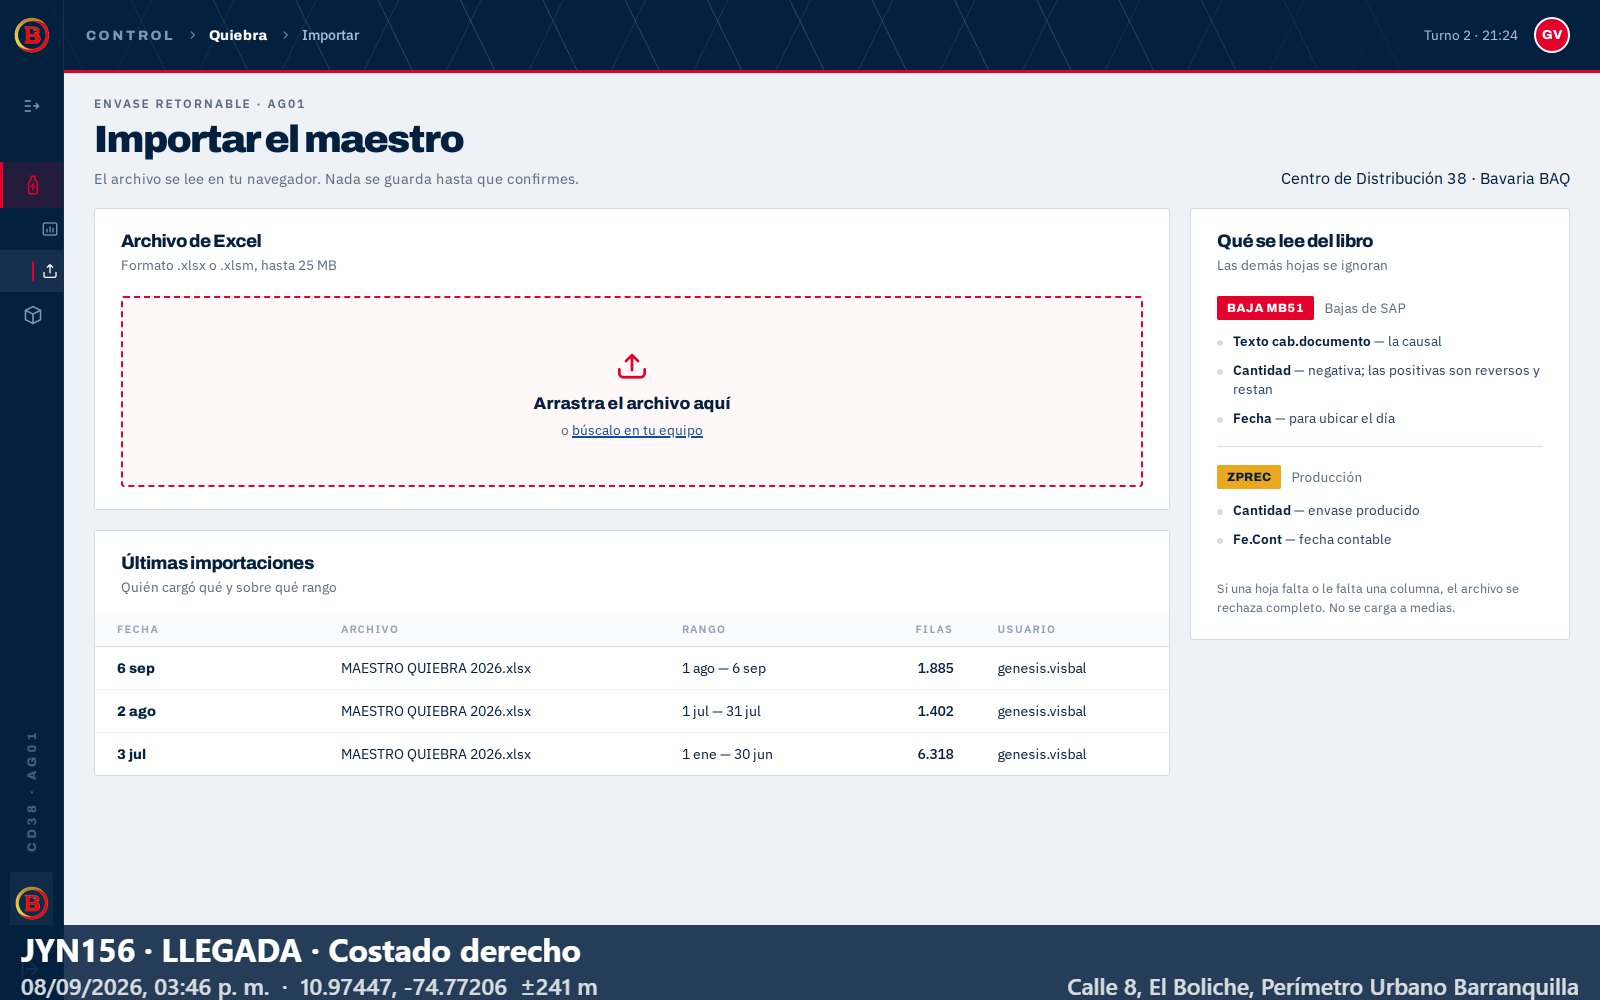 B
CONTROL > Quiebra > Importar
Turno 2 · 21:24
GV
ENVASE RETORNABLE · AG01
Importar el maestro
El archivo se lee en tu navegador. Nada se guarda hasta que confirmes.
Centro de Distribución 38 · Bavaria BAQ
Archivo de Excel
Formato .xlsx o .xlsm, hasta 25 MB
Arrastra el archivo aquí
o búscalo en tu equipo
Qué se lee del libro
Las demás hojas se ignoran
BAJA MB51 Bajas de SAP
Texto cab.documento — la causal
Cantidad — negativa; las positivas son reversos y
restan
Fecha — para ubicar el día
ZPREC Producción
Cantidad — envase producido
Fe.Cont — fecha contable
Si una hoja falta o le falta una columna, el archivo se
rechaza completo. No se carga a medias.
Últimas importaciones
Quién cargó qué y sobre qué rango
FECHA ARCHIVO RANGO FILAS USUARIO
6 sep MAESTRO QUIEBRA 2026.xlsx 1 ago — 6 sep 1.885 genesis.visbal
2 ago MAESTRO QUIEBRA 2026.xlsx 1 jul — 31 jul 1.402 genesis.visbal
3 jul MAESTRO QUIEBRA 2026.xlsx 1 ene — 30 jun 6.318 genesis.visbal
CD38 · AG01
B
JYN156 · LLEGADA · Costado derecho
08/09/2026, 03:46 p. m. · 10.97447, -74.77206 ±241 m
Calle 8, El Boliche, Perímetro Urbano Barranquilla